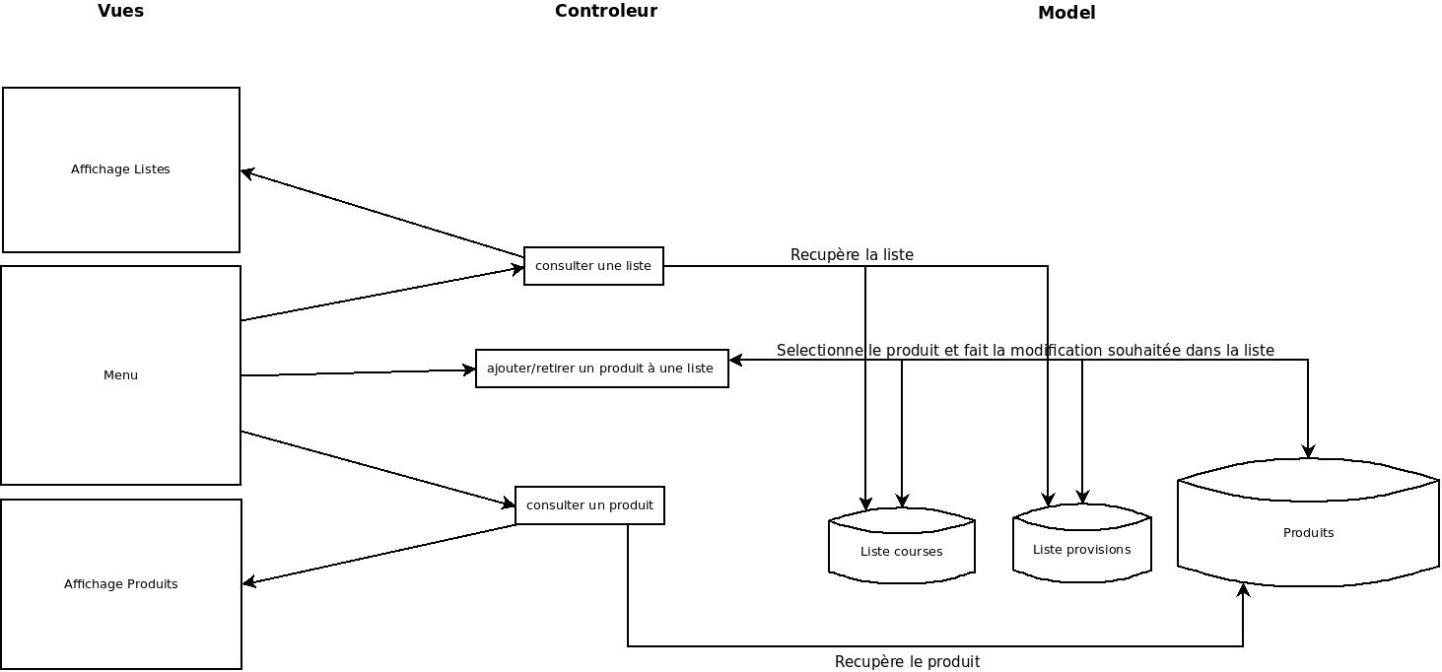 Vues
Controleur
Model
Affichage Listes
Recupère la liste
consulter une liste
Selectionne le produit et fait la modification souhaitée dans la liste
Menu
ajouter/retirer un produit à une liste
consulter un produit
Liste courses
Liste provisions
Produits
Affichage Produits
Recupère le produit